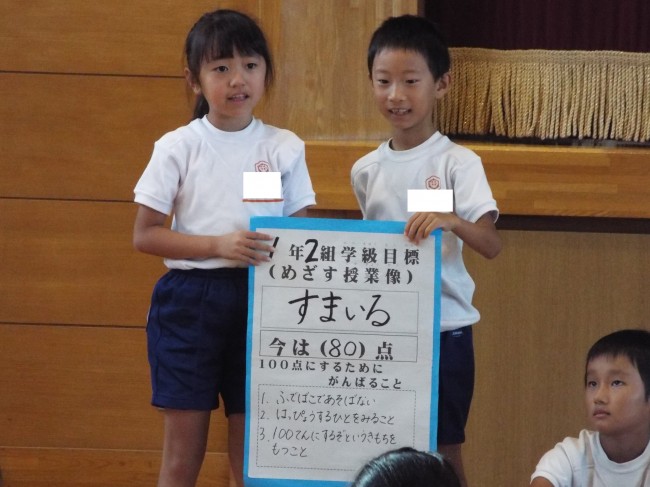 1年2組学級目標
(めざす授業像)
すまいる
今は(80)点
100点にするために
がんばること
1. ふでばこであそばない
2. はっぴょうするひとをみること
3. 100てんにするぞというきもちを
もつこと